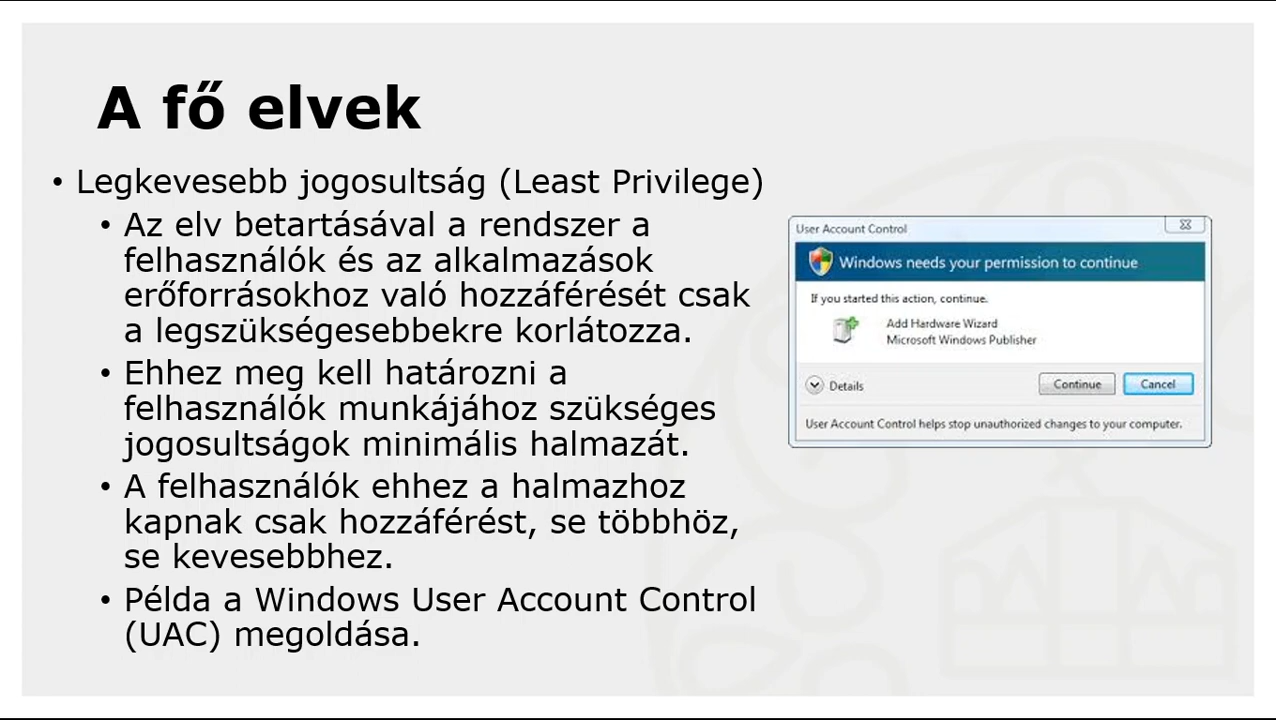 A fő elvek
• Legkevesebb jogosultság (Least Privilege)
• Az elv betartásával a rendszer a
felhasználók és az alkalmazások
erőforrásokhoz való hozzáférését csak
a legszükségesebbekre korlátozza.
• Ehhez meg kell határozni a
felhasználók munkájához szükséges
jogosultságok minimális halmazát.
• A felhasználók ehhez a halmazhoz
kapnak csak hozzáférést, se többhöz,
se kevesebbhez.
• Példa a Windows User Account Control
(UAC) megoldása.
User Account Control
Windows needs your permission to continue
If you started this action, continue.
Add Hardware Wizard
Microsoft Windows Publisher
Details
Continue
Cancel
User Account Control helps stop unauthorized changes to your computer.